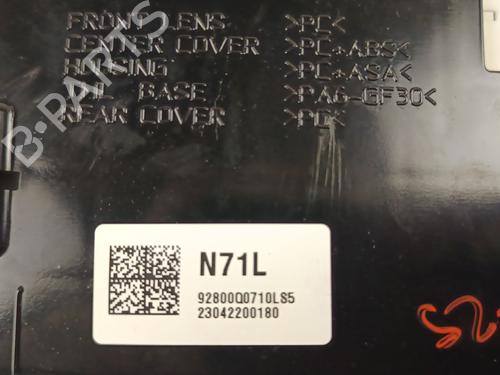 FRONT LENS >PC<
CENTER COVER >PC+ABS<
HOUSING >PC+ASA<
BASE >PA6-GF30<
REAR COVER >PC<
N71L
92800Q0710LS5
23042200180
B-PARTS